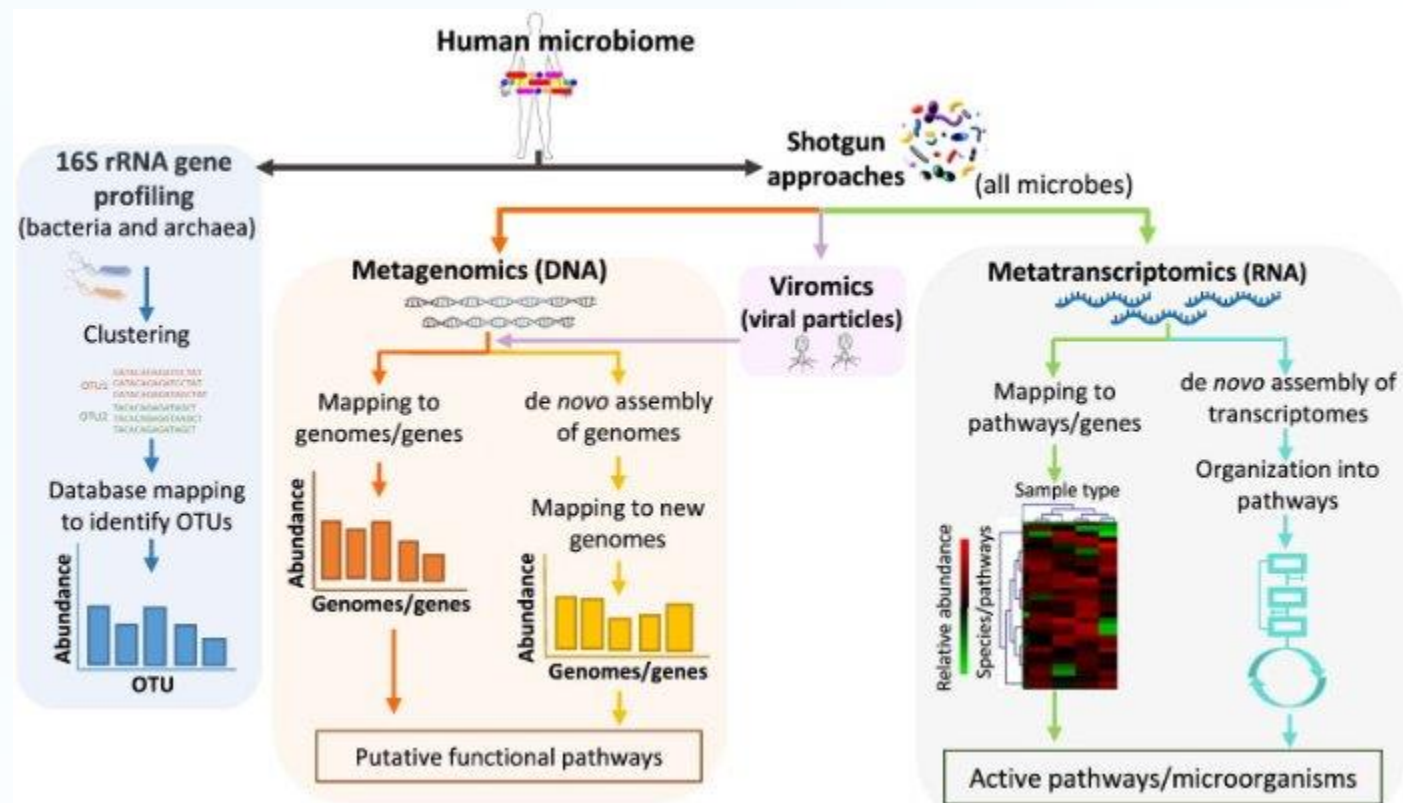 Human microbiome
16S rRNA gene
profiling
(bacteria and archaea)
Clustering
OTU1
GATACAGAGATCCTAT
OTU2
TACACAGAGATAGCT
TACACAGAGATAGCT
Database mapping
to identify OTUs
Abundance
OTU
Shotgun
approaches
(all microbes)
Metagenomics (DNA)
Mapping to
genomes/genes
Abundance
Genomes/genes
de novo assembly
of genomes
Mapping to new
genomes
Abundance
Genomes/genes
Putative functional pathways
Viromics
(viral particles)
Metatranscriptomics (RNA)
Mapping to
pathways/genes
Sample type
Relative abundance
Species/pathways
de novo assembly of
transcriptomes
Organization into
pathways
Active pathways/microorganisms